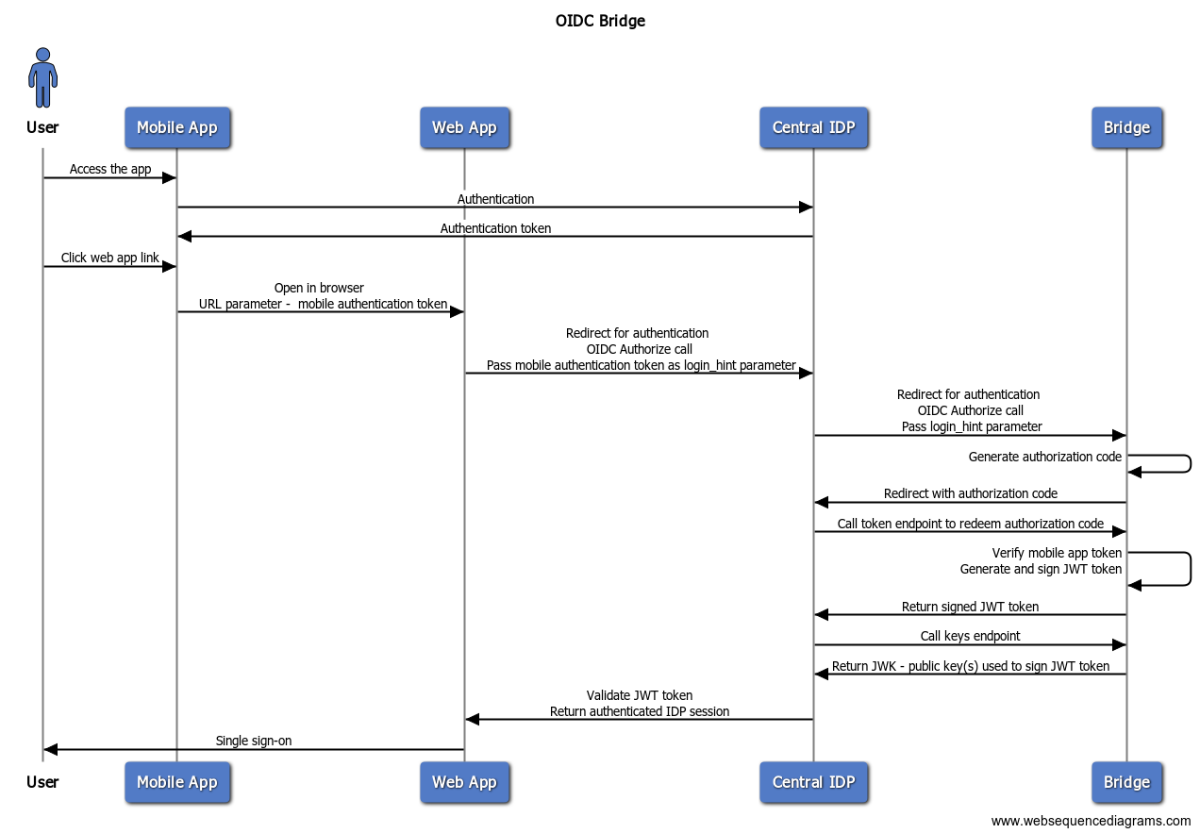 OIDC Bridge
User
Mobile App
Web App
Central IDP
Bridge
Access the app
Authentication
Authentication token
Click web app link
Open in browser
URL parameter - mobile authentication token
Redirect for authentication
OIDC Authorize call
Pass mobile authentication token as login_hint parameter
Redirect for authentication
OIDC Authorize call
Pass login_hint parameter
Generate authorization code
Redirect with authorization code
Call token endpoint to redeem authorization code
Verify mobile app token
Generate and sign JWT token
Return signed JWT token
Call keys endpoint
Return JWK - public key(s) used to sign JWT token
Validate JWT token
Return authenticated IDP session
Single sign-on
User
Mobile App
Web App
Central IDP
Bridge
www.websequencediagrams.com